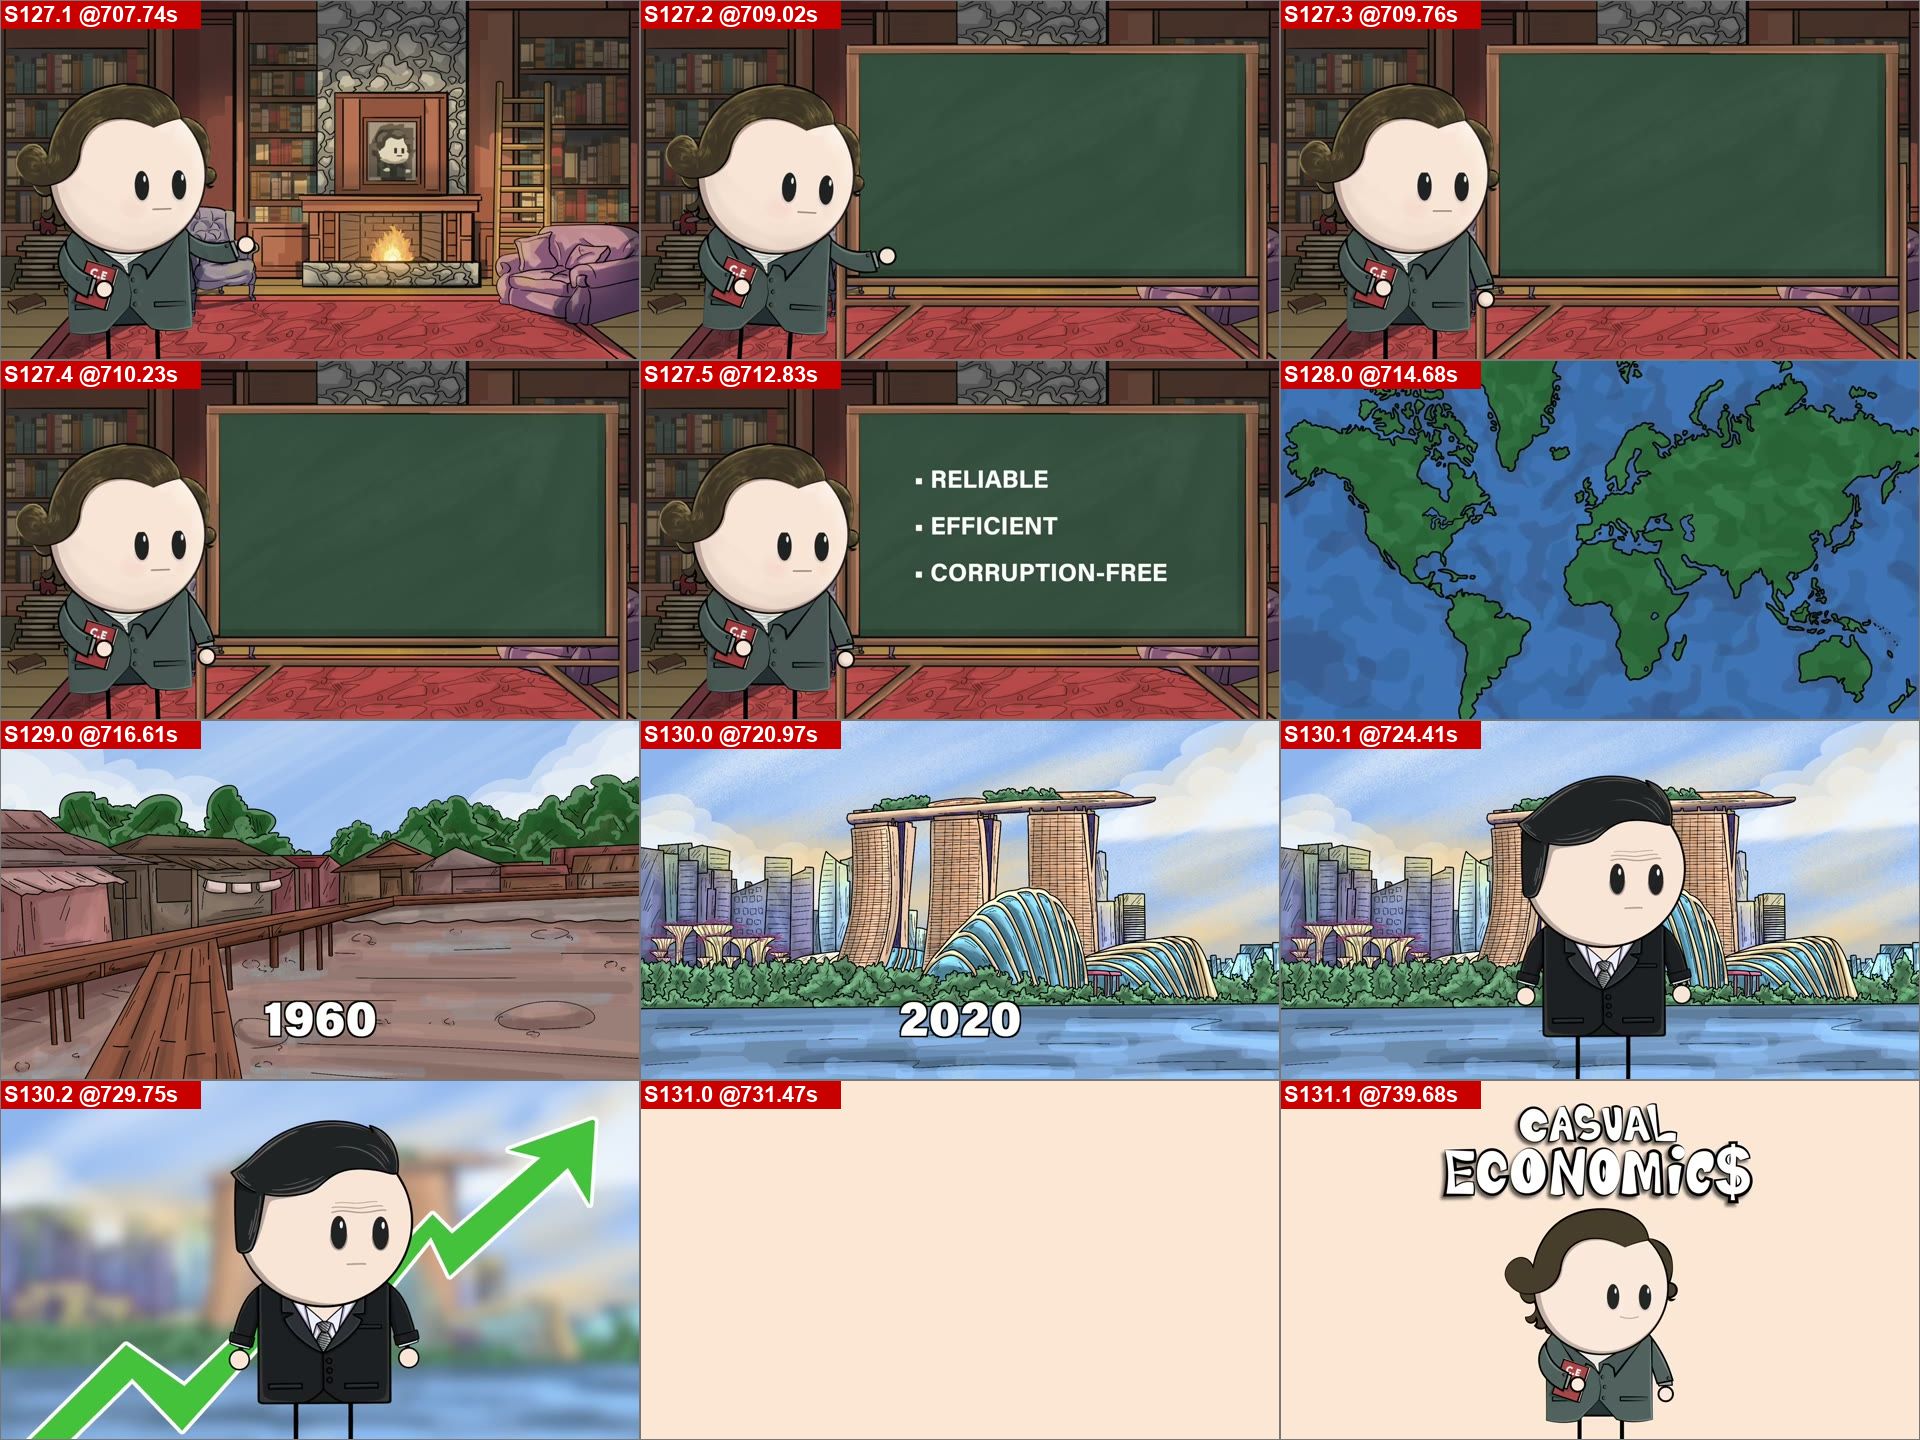 S127.1 @707.74s
S127.2 @709.02s
S127.3 @709.76s
C.E
C.E
C.E
S127.4 @710.23s
S127.5 @712.83s
S128.0 @714.68s
▪ RELIABLE
▪ EFFICIENT
▪ CORRUPTION-FREE
C.E
C.E
S129.0 @716.61s
S130.0 @720.97s
S130.1 @724.41s
1960
2020
S130.2 @729.75s
S131.0 @731.47s
S131.1 @739.68s
CASUAL
ECONOMiC$
C.E